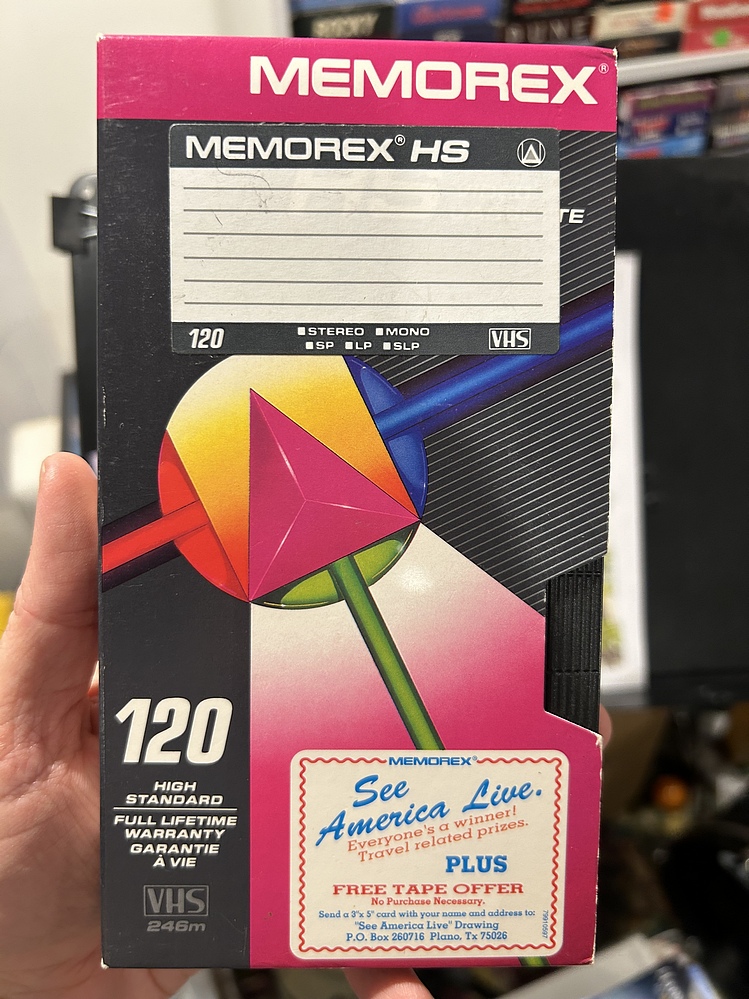 MEMOREX®
MEMOREX® HS
TE
120
STEREO MONO
SP LP SLP
VHS
120
HIGH
STANDARD
FULL LIFETIME
WARRANTY
GARANTIE
À VIE
VHS
246m
MEMOREX®
See
America Live.
Everyone's a winner!
Travel related prizes.
PLUS
FREE TAPE OFFER
No Purchase Necessary.
Send a 3"x 5" card with your name and address to:
"See America Live" Drawing
P.O. Box 260716 Plano, Tx 75026